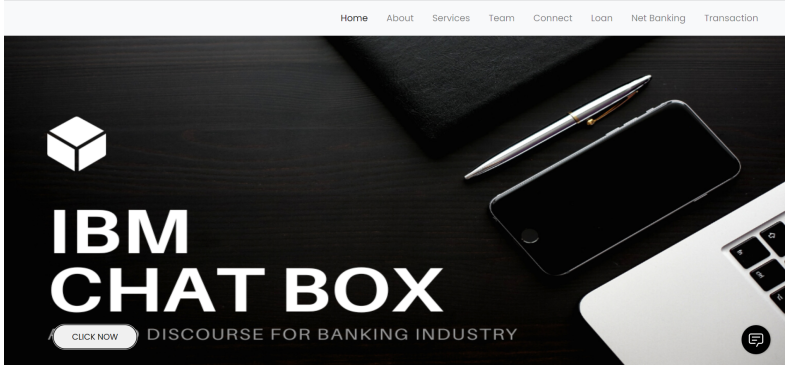 Home About Services Team Connect Loan Net Banking Transaction
IBM
CHAT BOX
DISCOURSE FOR BANKING INDUSTRY
CLICK NOW